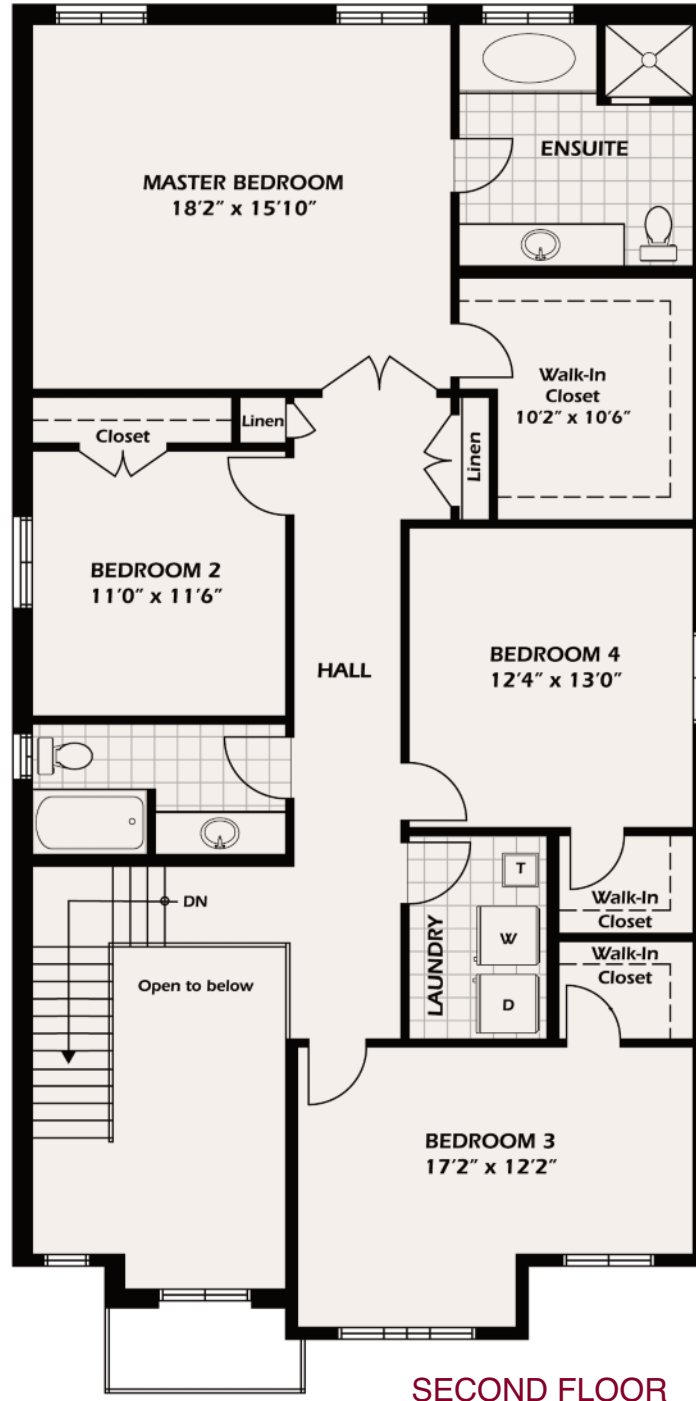 MASTER BEDROOM
18'2" x 15'10"
ENSUITE
Walk-In
Closet
10'2" x 10'6"
Closet
Linen
Linen
BEDROOM 2
11'0" x 11'6"
HALL
BEDROOM 4
12'4" x 13'0"
DN
Open to below
LAUNDRY
T
W
D
Walk-In
Closet
Walk-In
Closet
BEDROOM 3
17'2" x 12'2"
SECOND FLOOR